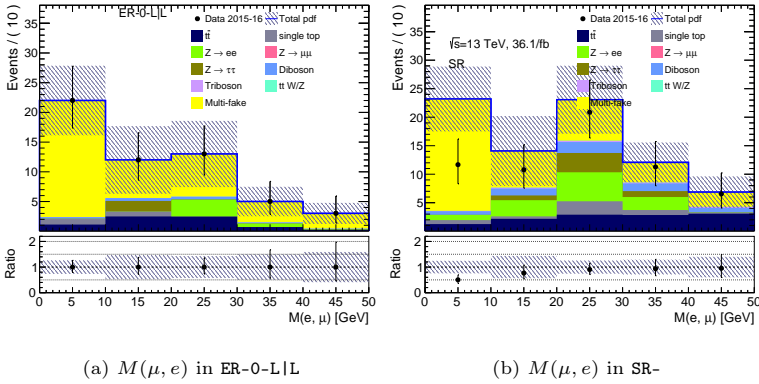 ER-0-L|L
Events / ( 10 )
35
30
25
20
15
10
5
Data 2015-16
Total pdf
tt̄
single top
Z → ee
Z → μμ
Z → ττ
Diboson
Triboson
tt W/Z
Multi-fake
Ratio
2
1
0
0 5 10 15 20 25 30 35 40 45 50
M(e, μ) [GeV]
(a) M(μ, e) in ER-0-L|L
Events / ( 10 )
35
30
25
20
15
10
5
Data 2015-16
Total pdf
tt̄
single top
√s=13 TeV, 36.1/fb
Z → ee
Z → μμ
SR
Z → ττ
Diboson
Triboson
tt W/Z
Multi-fake
Ratio
2
1
0
0 5 10 15 20 25 30 35 40 45 50
M(e, μ) [GeV]
(b) M(μ, e) in SR-